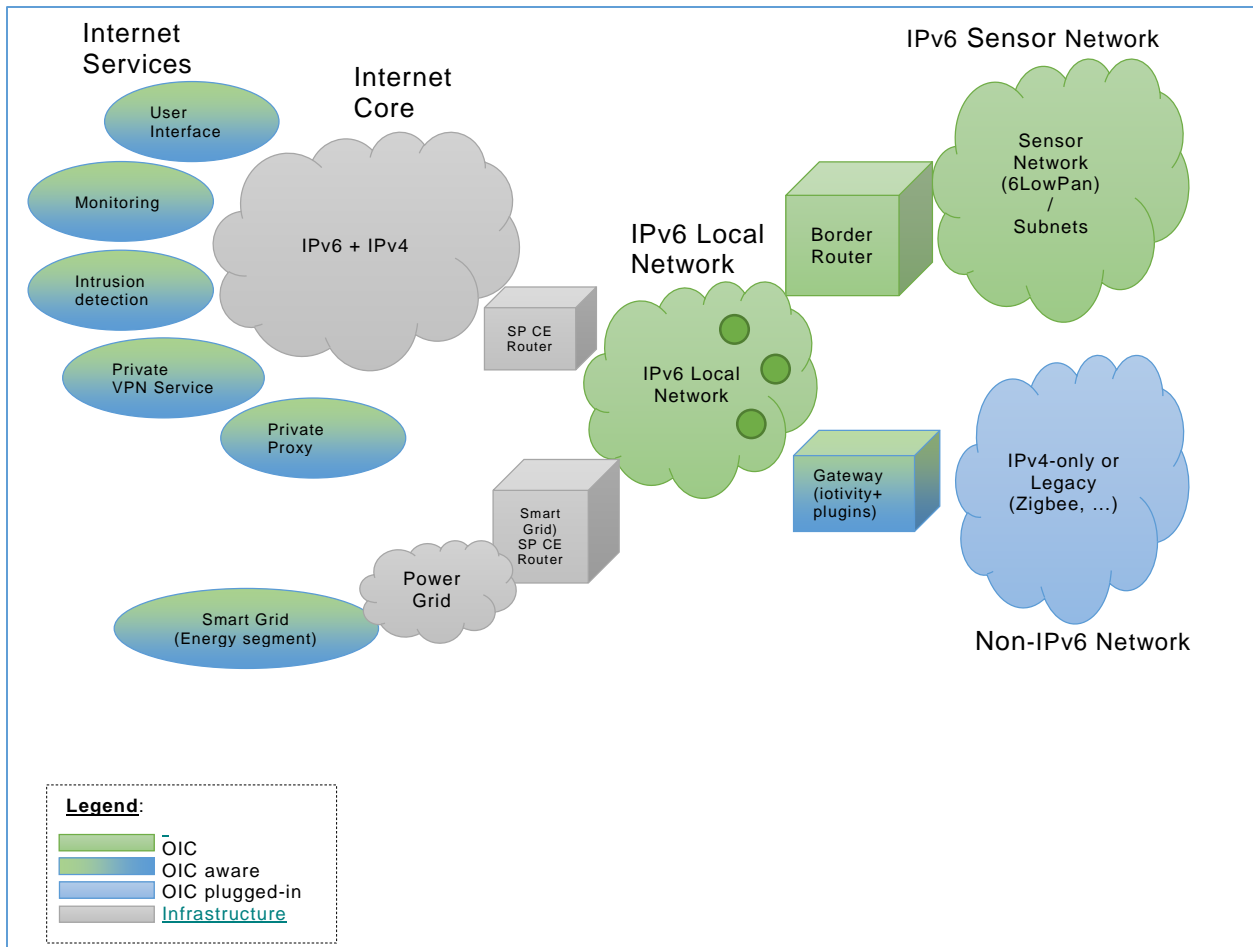 Internet
Services
User
Interface
Monitoring
Intrusion
detection
Private
VPN Service
Private
Proxy
Internet
Core
IPv6 + IPv4
SP CE
Router
IPv6 Local
Network
IPv6 Local
Network
Border
Router
IPv6 Sensor Network
Sensor
Network
(6LowPan)
/
Subnets
Gateway
(iotivity+
plugins)
IPv4-only or
Legacy
(Zigbee, ...)
Non-IPv6 Network
Smart
Grid)
SP CE
Router
Power
Grid
Smart Grid
(Energy segment)
Legend:
OIC
OIC aware
OIC plugged-in
Infrastructure